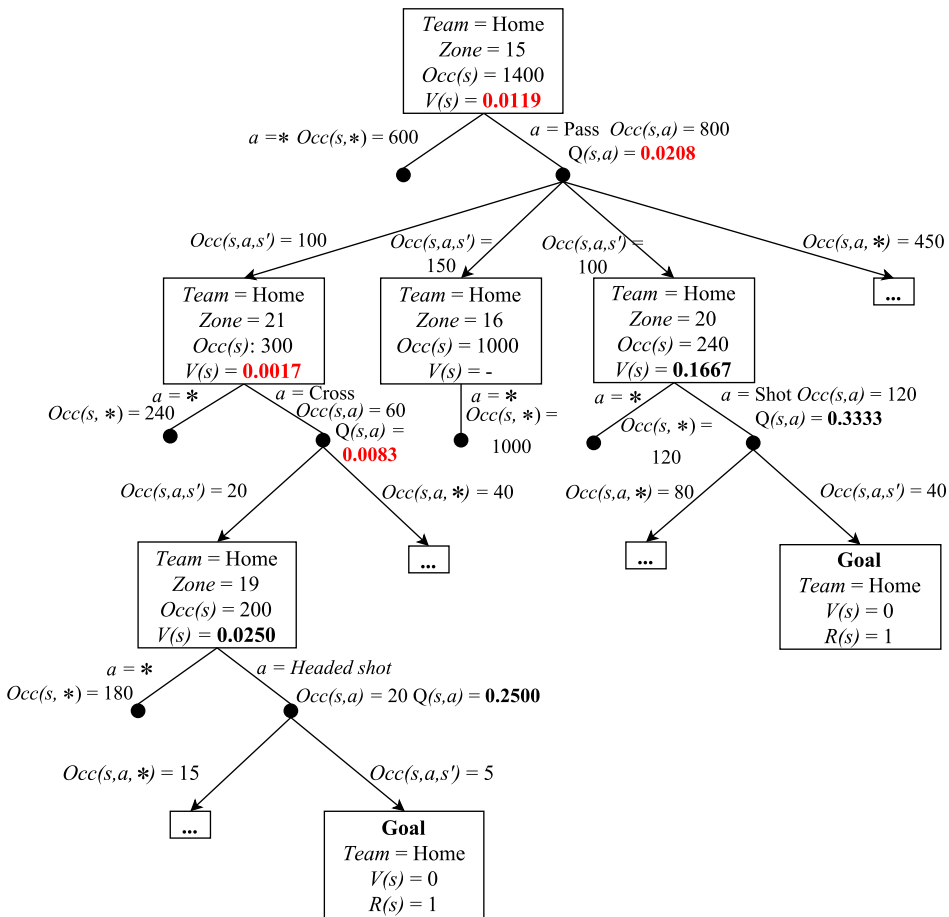 Team = Home
Zone = 15
Occ(s) = 1400
V(s) = 0.0119
a =* Occ(s,*) = 600
a = Pass Occ(s,a) = 800
Q(s,a) = 0.0208
Occ(s,a,s') = 100
Occ(s,a,s') =
150
Occ(s,a,s') =
100
Occ(s,a,*) = 450
Team = Home
Zone = 21
Occ(s): 300
V(s) = 0.0017
Team = Home
Zone = 16
Occ(s) = 1000
V(s) = -
Team = Home
Zone = 20
Occ(s) = 240
V(s) = 0.1667
...
a = *
Occ(s, *) = 240
a = Cross
Occ(s,a) = 60
Q(s,a) =
0.0083
a = *
Occ(s, *) =
1000
a = *
Occ(s, *) =
120
a = Shot Occ(s,a) = 120
Q(s,a) = 0.3333
Occ(s,a,s') = 20
Occ(s,a,*) = 40
Occ(s,a,*) = 80
Occ(s,a,s') = 40
Team = Home
Zone = 19
Occ(s) = 200
V(s) = 0.0250
...
...
Goal
Team = Home
V(s) = 0
R(s) = 1
a = *
Occ(s, *) = 180
a = Headed shot
Occ(s,a) = 20 Q(s,a) = 0.2500
Occ(s,a,*) = 15
Occ(s,a,s') = 5
...
Goal
Team = Home
V(s) = 0
R(s) = 1